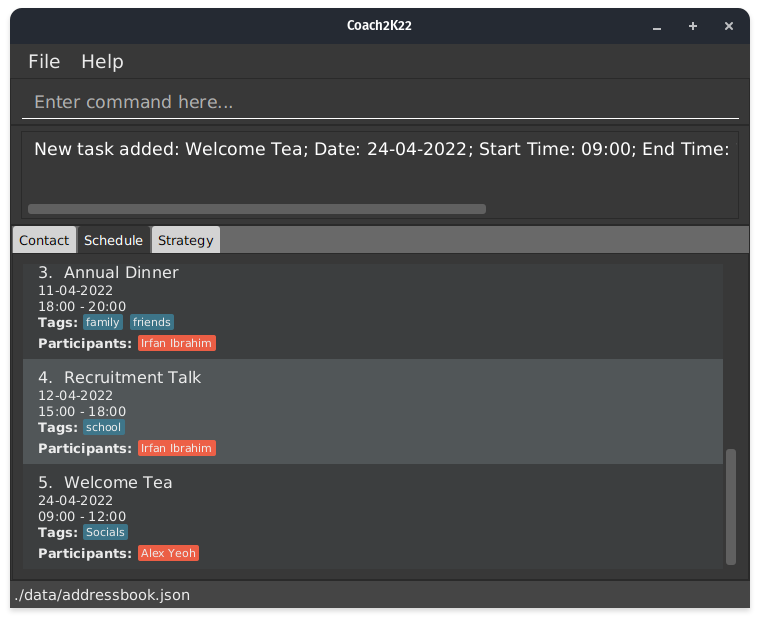 Coach2K22
File Help
Enter command here...
New task added: Welcome Tea; Date: 24-04-2022; Start Time: 09:00; End Time:
Contact Schedule Strategy
3. Annual Dinner
11-04-2022
18:00 - 20:00
Tags: family friends
Participants: Irfan Ibrahim
4. Recruitment Talk
12-04-2022
15:00 - 18:00
Tags: school
Participants: Irfan Ibrahim
5. Welcome Tea
24-04-2022
09:00 - 12:00
Tags: Socials
Participants: Alex Yeoh
./data/addressbook.json